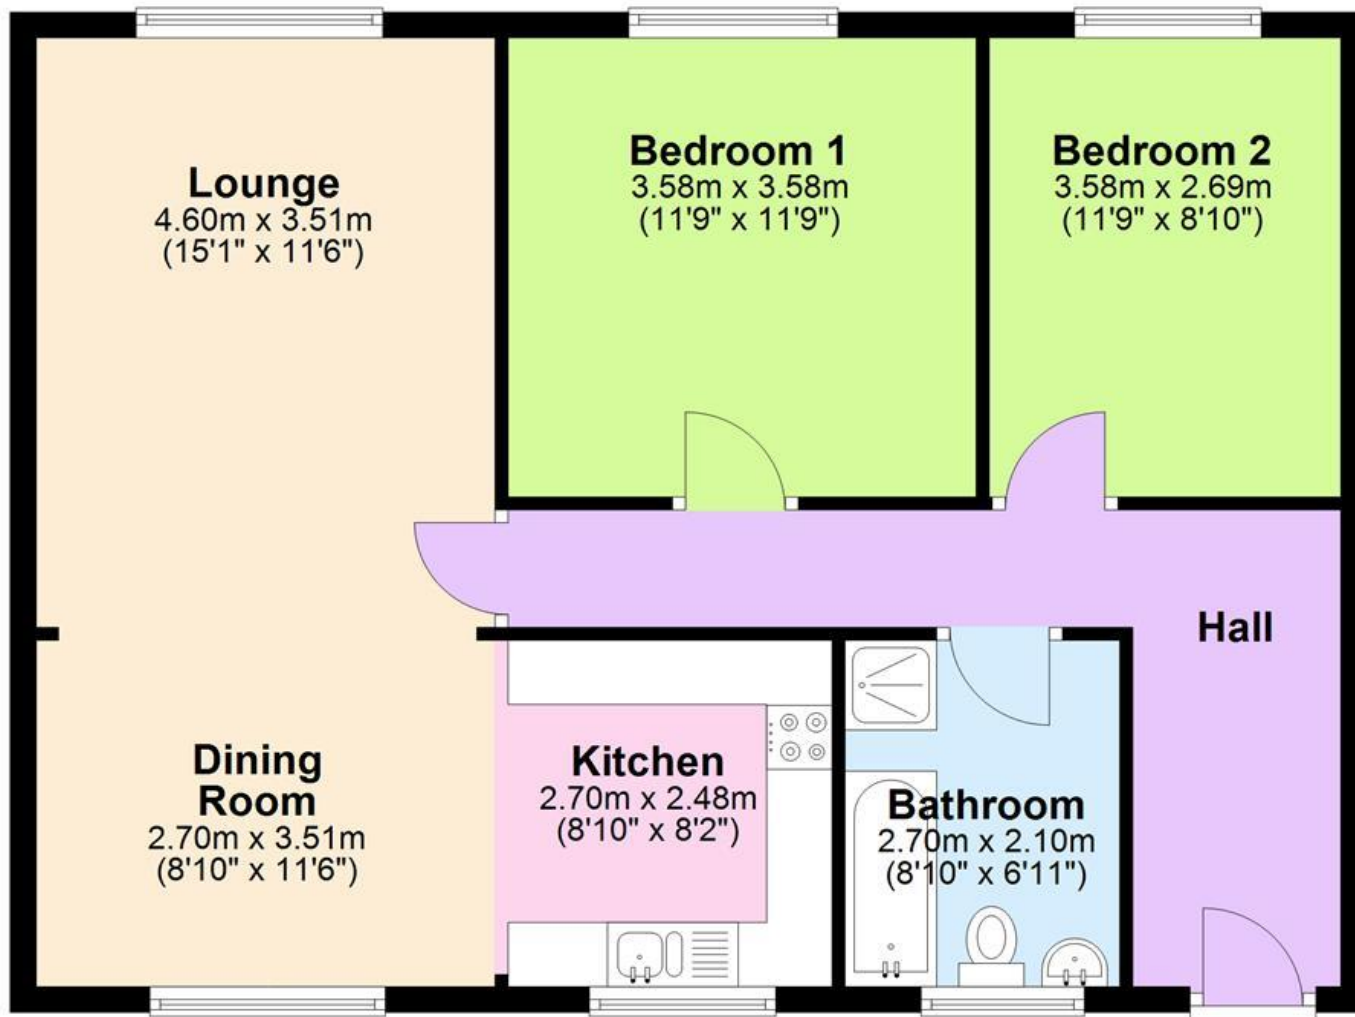 Lounge
4.60m x 3.51m
(15'1" x 11'6")
Bedroom 1
3.58m x 3.58m
(11'9" x 11'9")
Bedroom 2
3.58m x 2.69m
(11'9" x 8'10")
Hall
Dining
Room
2.70m x 3.51m
(8'10" x 11'6")
Kitchen
2.70m x 2.48m
(8'10" x 8'2")
Bathroom
2.70m x 2.10m
(8'10" x 6'11")